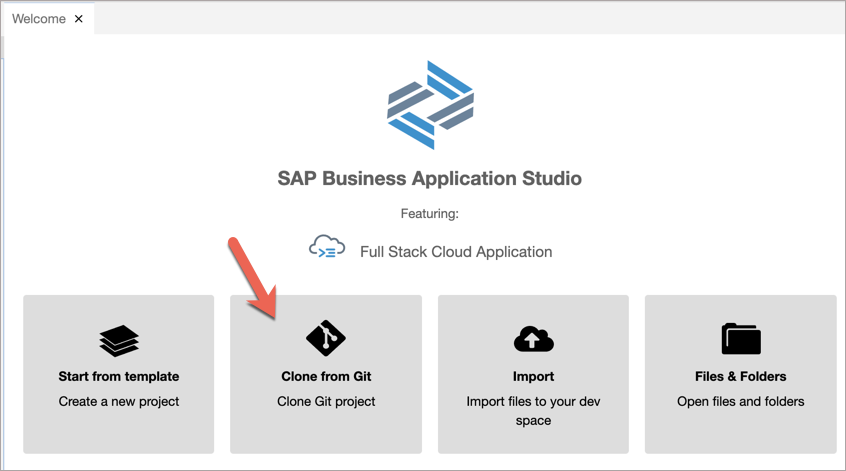 Welcome ×
SAP Business Application Studio
Featuring:
Full Stack Cloud Application
Start from template
Create a new project
Clone from Git
Clone Git project
Import
Import files to your dev
space
Files & Folders
Open files and folders